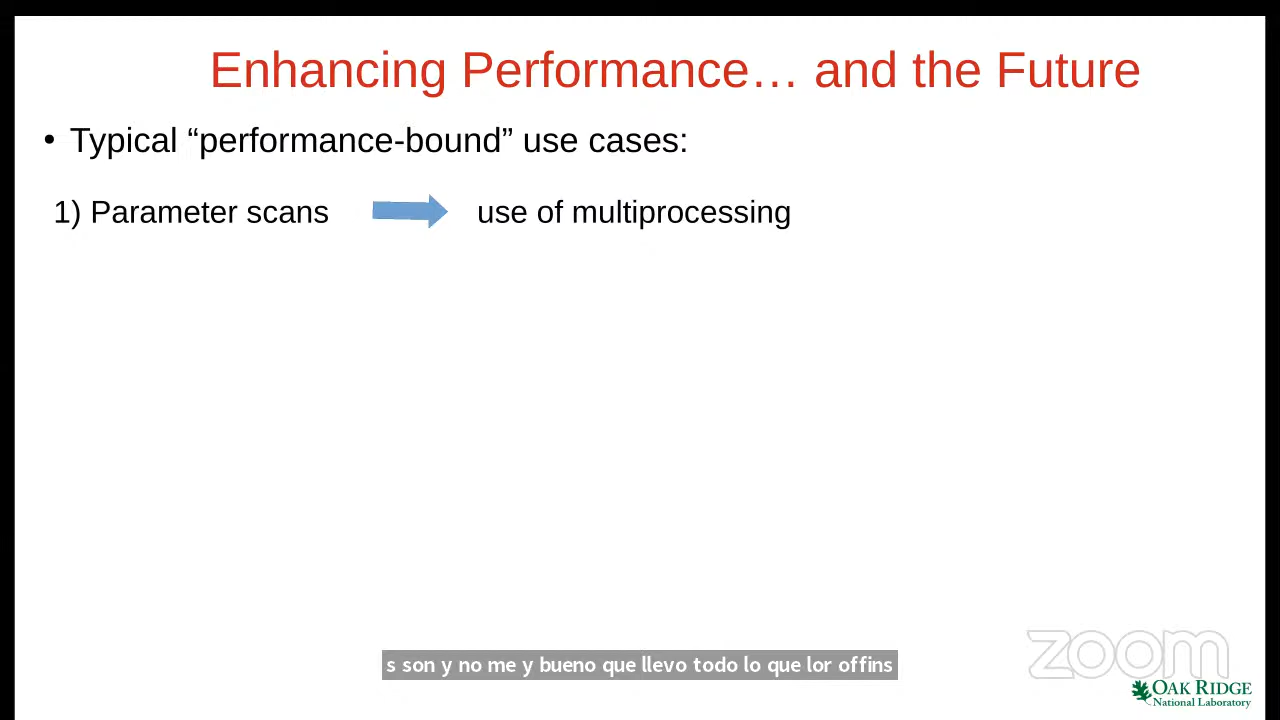 Enhancing Performance… and the Future
• Typical “performance-bound” use cases:
1) Parameter scans use of multiprocessing
s son y no me y bueno que llevo todo lo que lor offins
zoom
OAK RIDGE
National Laboratory